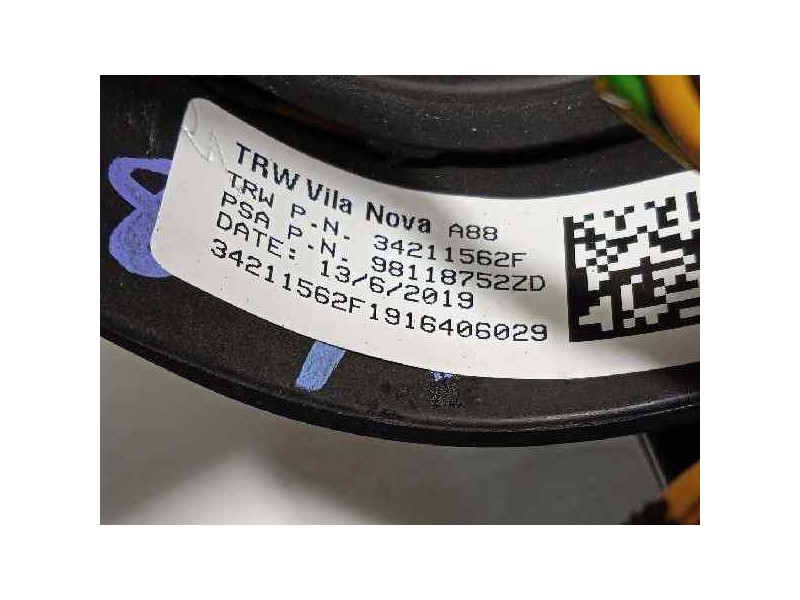 TRW Vila Nova A88
TRW P.N. 34211562F
PSA P.N. 98118752ZD
DATE: 13/6/2019
34211562F1916406029